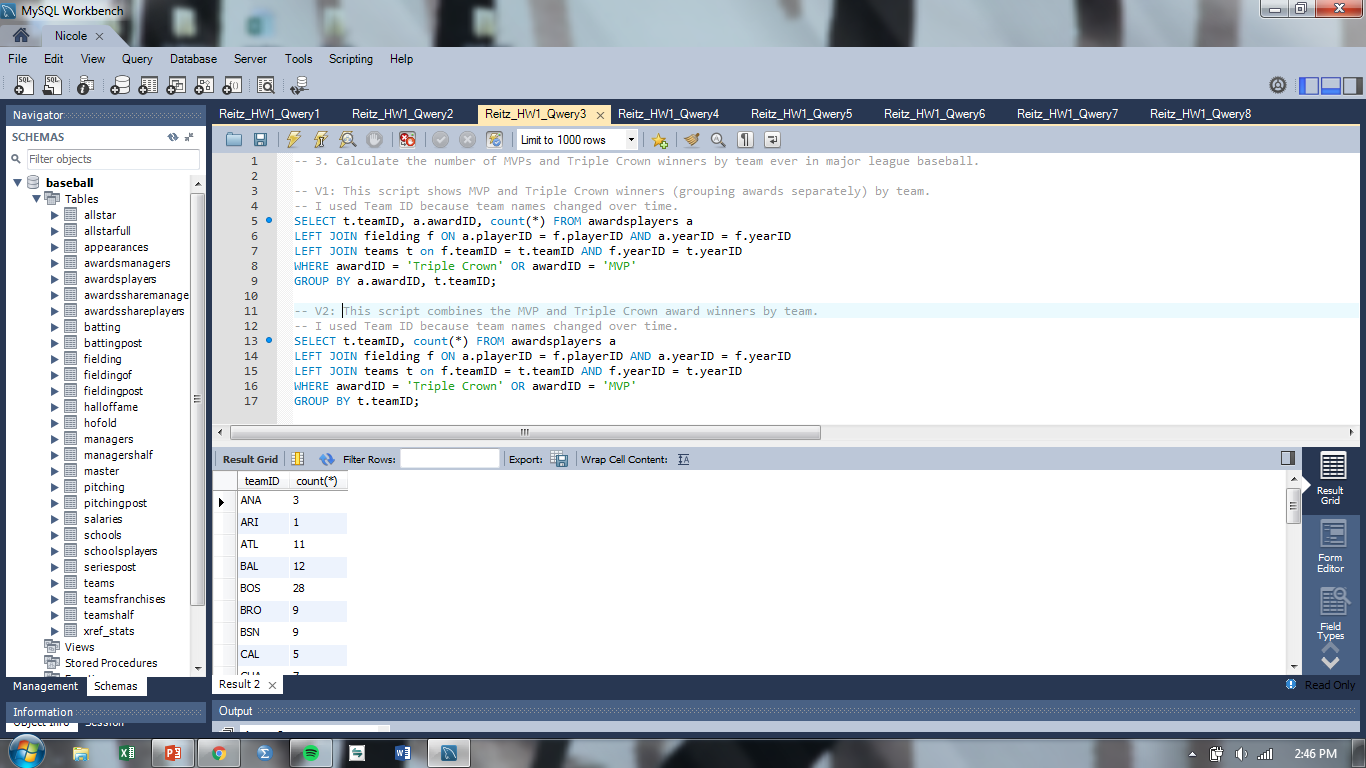 MySQL Workbench
Nicole
File Edit View Query Database Server Tools Scripting Help
Navigator
SCHEMAS
Filter objects
baseball
Tables
allstar
allstarfull
appearances
awardsmanagers
awardsplayers
awardssharemanage
awardsshareplayers
batting
battingpost
fielding
fieldingof
fieldingpost
halloffame
hofold
managers
managershalf
master
pitching
pitchingpost
salaries
schools
schoolsplayers
seriespost
teams
teamsfranchises
teamshalf
xref_stats
Views
Stored Procedures
Management Schemas
Information
Object Info Session
Reitz_HW1_Qwery1 Reitz_HW1_Qwery2 Reitz_HW1_Qwery3 Reitz_HW1_Qwery4 Reitz_HW1_Qwery5 Reitz_HW1_Qwery6 Reitz_HW1_Qwery7 Reitz_HW1_Qwery8
Limit to 1000 rows
1 -- 3. Calculate the number of MVPs and Triple Crown winners by team ever in major league baseball.
2
3 -- V1: This script shows MVP and Triple Crown winners (grouping awards separately) by team.
4 -- I used Team ID because team names changed over time.
5 SELECT t.teamID, a.awardID, count(*) FROM awardsplayers a
6 LEFT JOIN fielding f ON a.playerID = f.playerID AND a.yearID = f.yearID
7 LEFT JOIN teams t on f.teamID = t.teamID AND f.yearID = t.yearID
8 WHERE awardID = 'Triple Crown' OR awardID = 'MVP'
9 GROUP BY a.awardID, t.teamID;
10
11 -- V2: This script combines the MVP and Triple Crown award winners by team.
12 -- I used Team ID because team names changed over time.
13 SELECT t.teamID, count(*) FROM awardsplayers a
14 LEFT JOIN fielding f ON a.playerID = f.playerID AND a.yearID = f.yearID
15 LEFT JOIN teams t on f.teamID = t.teamID AND f.yearID = t.yearID
16 WHERE awardID = 'Triple Crown' OR awardID = 'MVP'
17 GROUP BY t.teamID;
Result Grid Filter Rows: Export: Wrap Cell Content:
teamID count(*)
ANA 3
ARI 1
ATL 11
BAL 12
BOS 28
BRO 9
BSN 9
CAL 5
Result Grid
Form Editor
Field Types
Result 2
Read Only
Output
2:46 PM